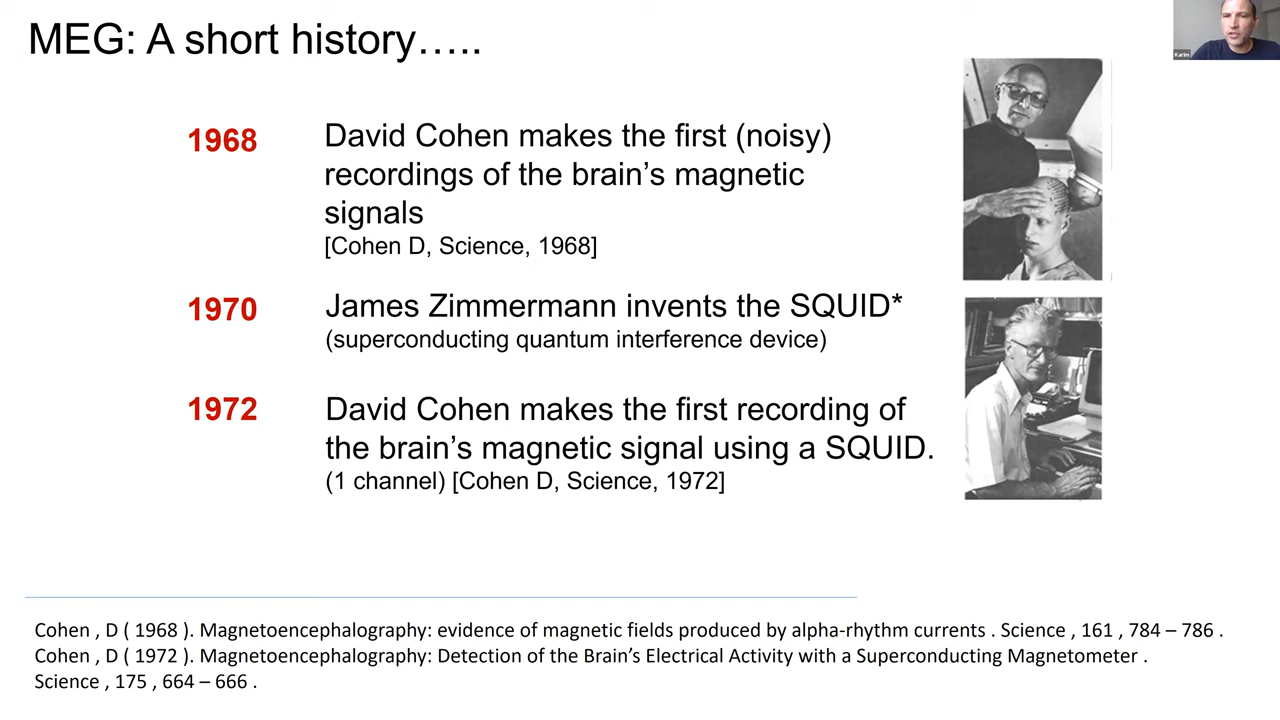 MEG: A short history…..
Karim
1968
David Cohen makes the first (noisy)
recordings of the brain’s magnetic
signals
[Cohen D, Science, 1968]
1970
James Zimmermann invents the SQUID*
(superconducting quantum interference device)
1972
David Cohen makes the first recording of
the brain’s magnetic signal using a SQUID.
(1 channel) [Cohen D, Science, 1972]
Cohen , D ( 1968 ). Magnetoencephalography: evidence of magnetic fields produced by alpha-rhythm currents . Science , 161 , 784 – 786 .
Cohen , D ( 1972 ). Magnetoencephalography: Detection of the Brain’s Electrical Activity with a Superconducting Magnetometer .
Science , 175 , 664 – 666 .